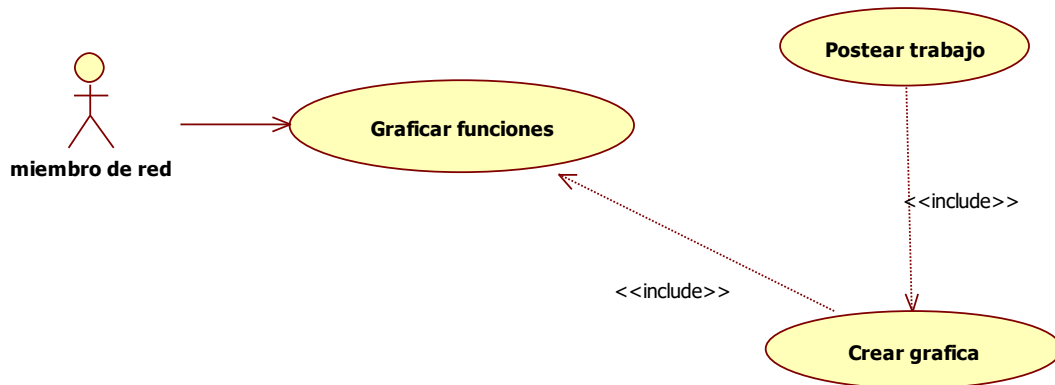 Postear trabajo
Graficar funciones
miembro de red
<<include>>
<<include>>
Crear grafica